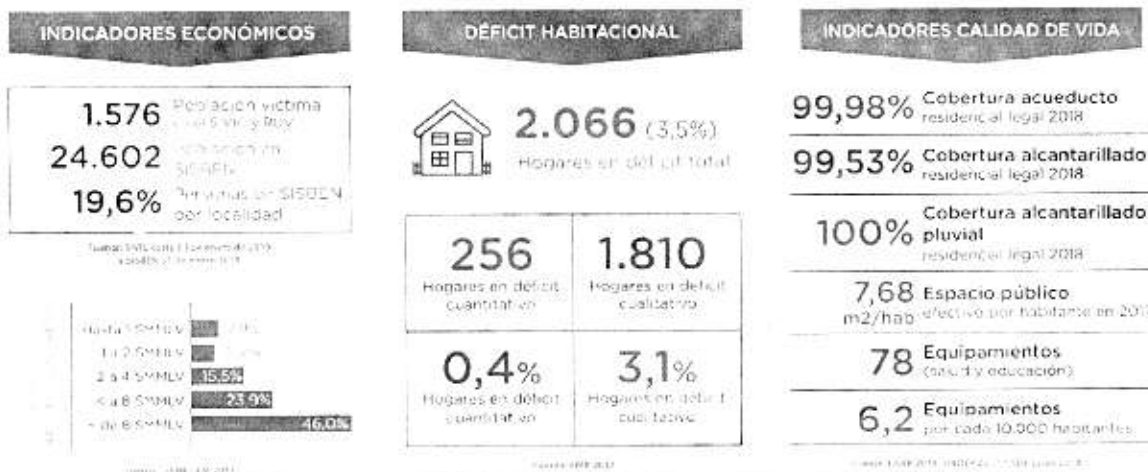 INDICADORES ECONÓMICOS
1.576 Población víctima
24.602
SISBEN
19,6% Personas en SISBEN
por localidad
Hasta 1 SMMLV
1 a 2 SMMLV
2 a 4 SMMLV 15,5%
4 a 8 SMMLV 23,9%
+ de 8 SMMLV 46,0%
DÉFICIT HABITACIONAL
2.066 (3,5%)
Hogares en déficit total
256
Hogares en déficit
cuantitativo
1.810
Hogares en déficit
cualitativo
0,4%
Hogares en déficit
cuantitativo
3,1%
Hogares en déficit
cualitativo
INDICADORES CALIDAD DE VIDA
99,98% Cobertura acueducto
residencial legal 2018
99,53% Cobertura alcantarillado
residencial legal 2018
100% Cobertura alcantarillado
pluvial
residencial legal 2018
7,68 Espacio público
m2/hab efectivo por habitante en 201
78 Equipamientos
(salud y educación)
6,2 Equipamientos
por cada 10.000 habitantes